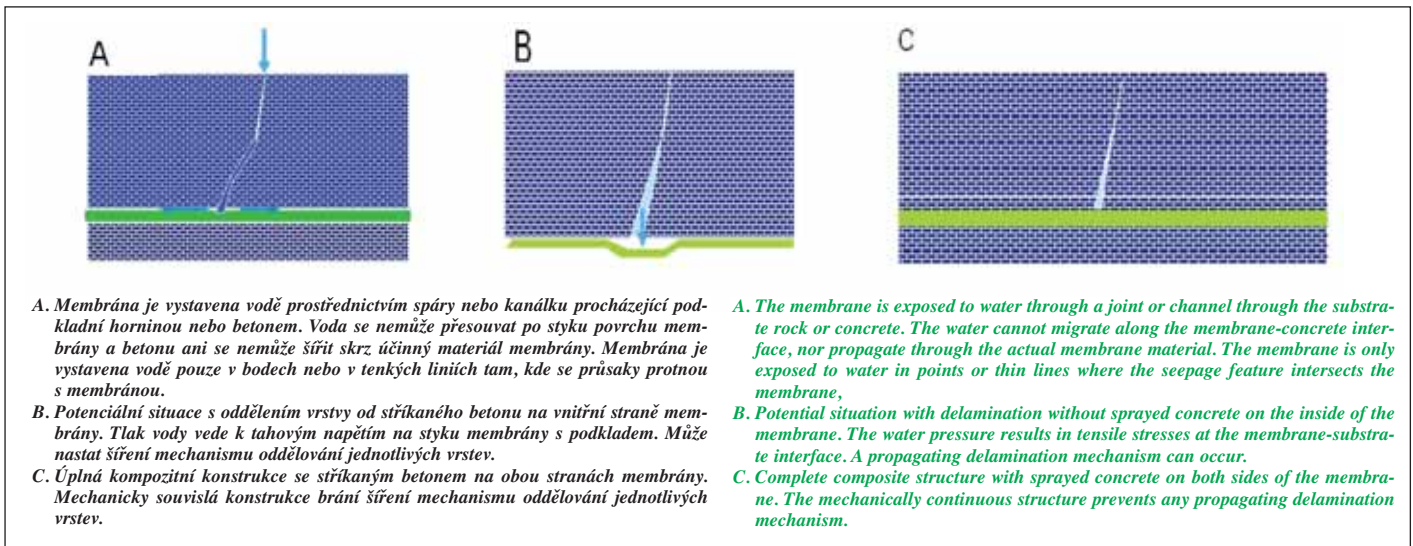 A
B
C
A. Membrána je vystavena vodě prostřednictvím spáry nebo kanálku procházející pod-
kladní horninou nebo betonem. Voda se nemůže přesouvat po styku povrchu mem-
brány a betonu ani se nemůže šířit skrz účinný materiál membrány. Membrána je
vystavena vodě pouze v bodech nebo v tenkých liniích tam, kde se průsaky protnou
s membránou.
B. Potenciální situace s oddělením vrstvy od stříkaného betonu na vnitřní straně mem-
brány. Tlak vody vede k tahovým napětím na styku membrány s podkladem. Může
nastat šíření mechanismu oddělování jednotlivých vrstev.
C. Úplná kompozitní konstrukce se stříkaným betonem na obou stranách membrány.
Mechanicky souvislá konstrukce brání šíření mechanismu oddělování jednotlivých
vrstev.
A. The membrane is exposed to water through a joint or channel through the substra-
te rock or concrete. The water cannot migrate along the membrane-concrete inter-
face, nor propagate through the actual membrane material. The membrane is only
exposed to water in points or thin lines where the seepage feature intersects the
membrane,
B. Potential situation with delamination without sprayed concrete on the inside of the
membrane. The water pressure results in tensile stresses at the membrane-substra-
te interface. A propagating delamination mechanism can occur.
C. Complete composite structure with sprayed concrete on both sides of the membra-
ne. The mechanically continuous structure prevents any propagating delamination
mechanism.